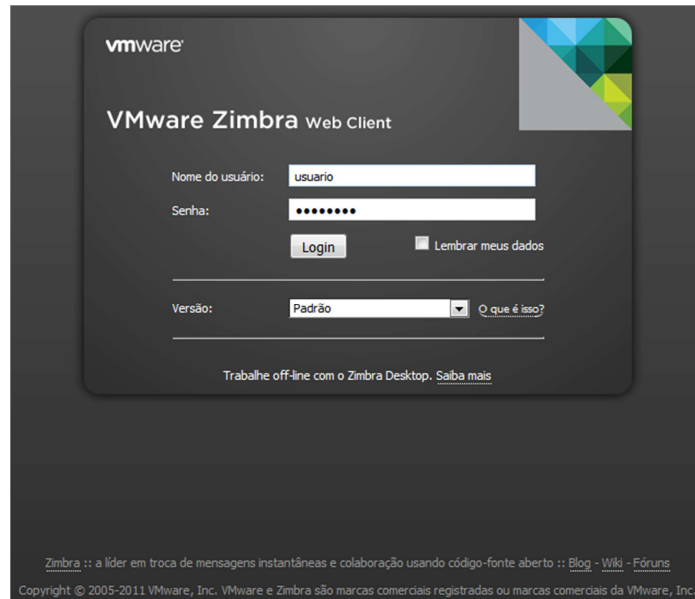 vmware®
VMware Zimbra Web Client
Nome do usuário: usuario
Senha: ••••••••
Login Lembrar meus dados
Versão: Padrão O que é isso?
Trabalhe off-line com o Zimbra Desktop. Saiba mais
Zimbra :: a líder em troca de mensagens instantâneas e colaboração usando código-fonte aberto :: Blog - Wiki - Fóruns
Copyright © 2005-2011 VMware, Inc. VMware e Zimbra são marcas comerciais registradas ou marcas comerciais da VMware, Inc.